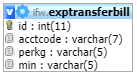 ifw.exptransferbill
id : int(11)
acctcode : varchar(7)
perkg : varchar(5)
min : varchar(5)